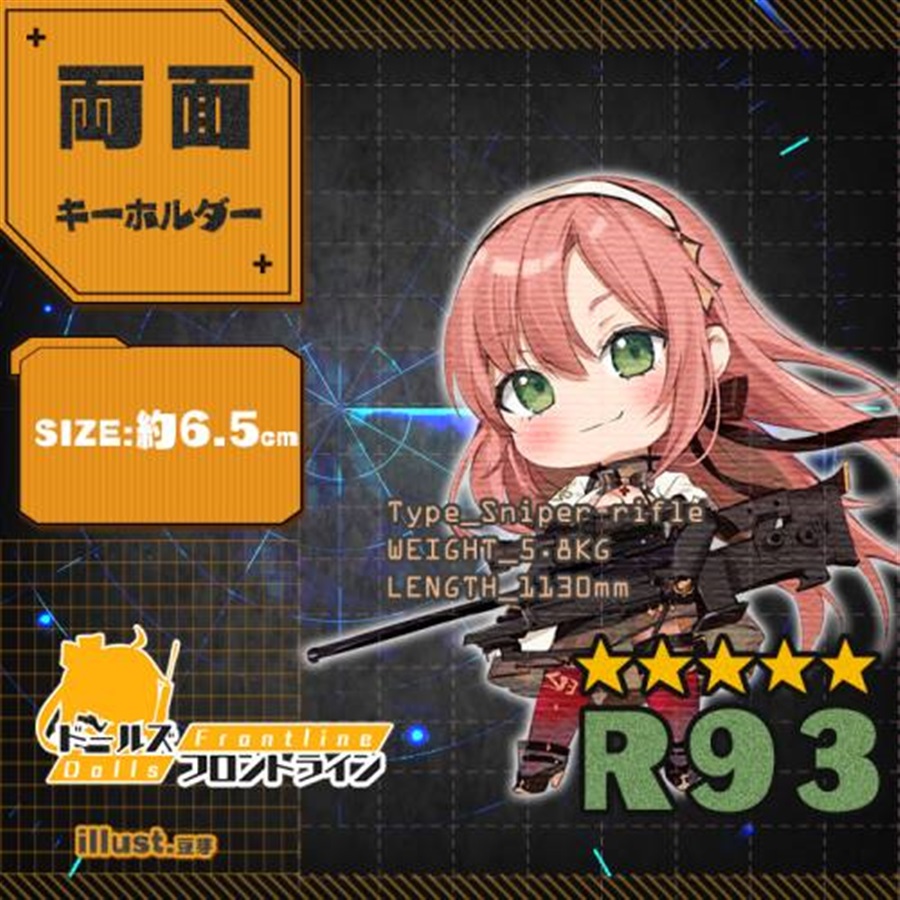 両面
キーホルダー
SIZE:約6.5cm
Type_Sniper rifle
WEIGHT_5.8KG
LENGTH_1130mm
ドールズ Frontline
Dolls フロントライン
R93
illust.豆芽